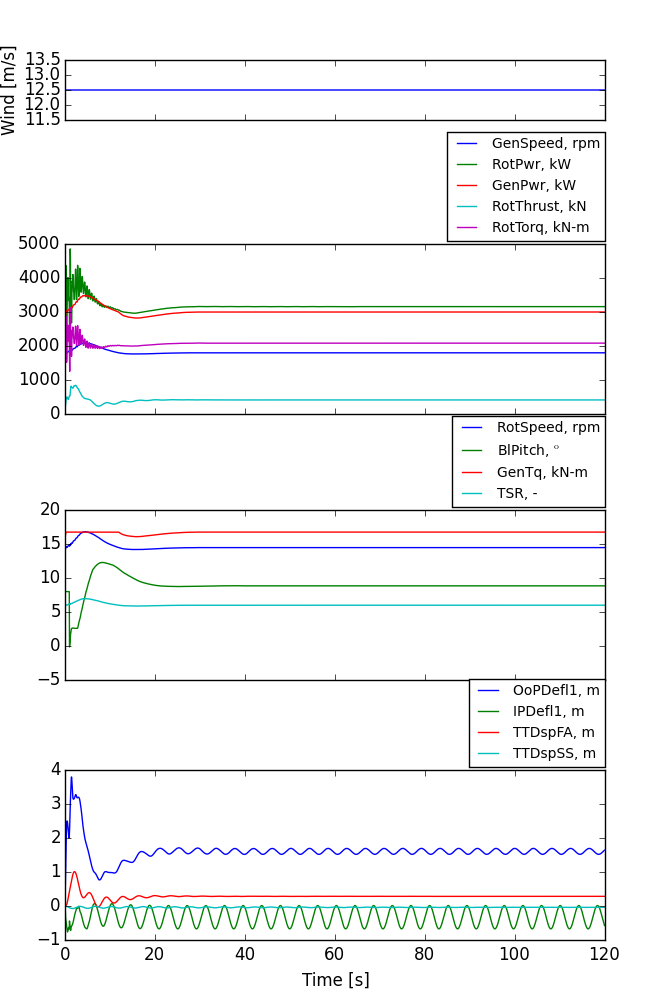 Wind [m/s]
13.5
13.0
12.5
12.0
11.5
GenSpeed, rpm
RotPwr, kW
GenPwr, kW
RotThrust, kN
RotTorq, kN-m
5000
4000
3000
2000
1000
0
RotSpeed, rpm
BlPitch, °
GenTq, kN-m
TSR, -
20
15
10
5
0
−5
OoPDefl1, m
IPDefl1, m
TTDspFA, m
TTDspSS, m
4
3
2
1
0
−1
0 20 40 60 80 100 120
Time [s]